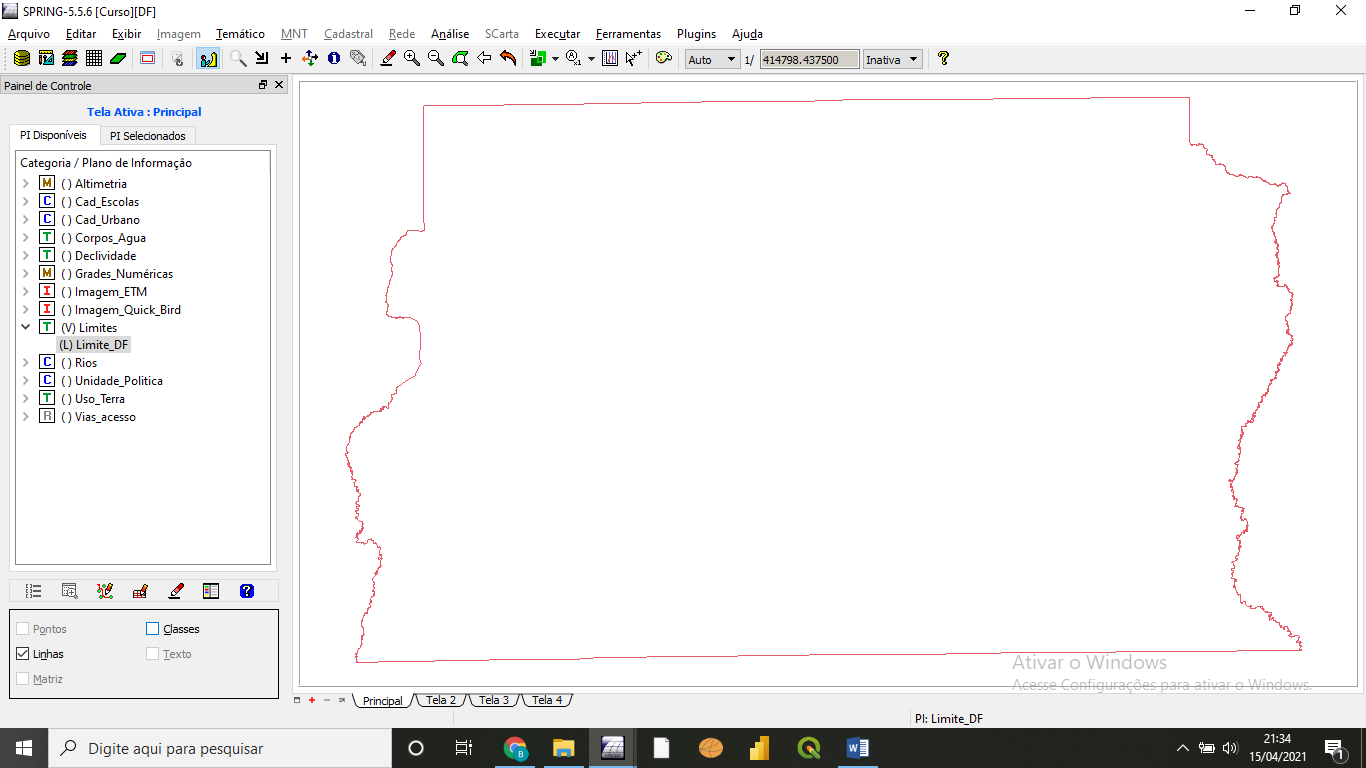 SPRING-5.5.6 [Curso][DF]
Arquivo Editar Exibir Imagem Temático MNT Cadastral Rede Análise SCarta Executar Ferramentas Plugins Ajuda
Auto 1/ 414798.437500 Inativa
Painel de Controle
Tela Ativa : Principal
PI Disponíveis PI Selecionados
Categoria / Plano de Informação
M ( ) Altimetria
C ( ) Cad_Escolas
C ( ) Cad_Urbano
T ( ) Corpos_Agua
T ( ) Declividade
M ( ) Grades_Numéricas
I ( ) Imagem_ETM
I ( ) Imagem_Quick_Bird
T (V) Limites
(L) Limite_DF
C ( ) Rios
C ( ) Unidade_Politica
T ( ) Uso_Terra
R ( ) Vias_acesso
Pontos Classes
Linhas Texto
Matriz
Ativar o Windows
Acesse Configurações para ativar o Windows.
Principal Tela 2 Tela 3 Tela 4
PI: Limite_DF
Digite aqui para pesquisar
21:34
15/04/2021
1